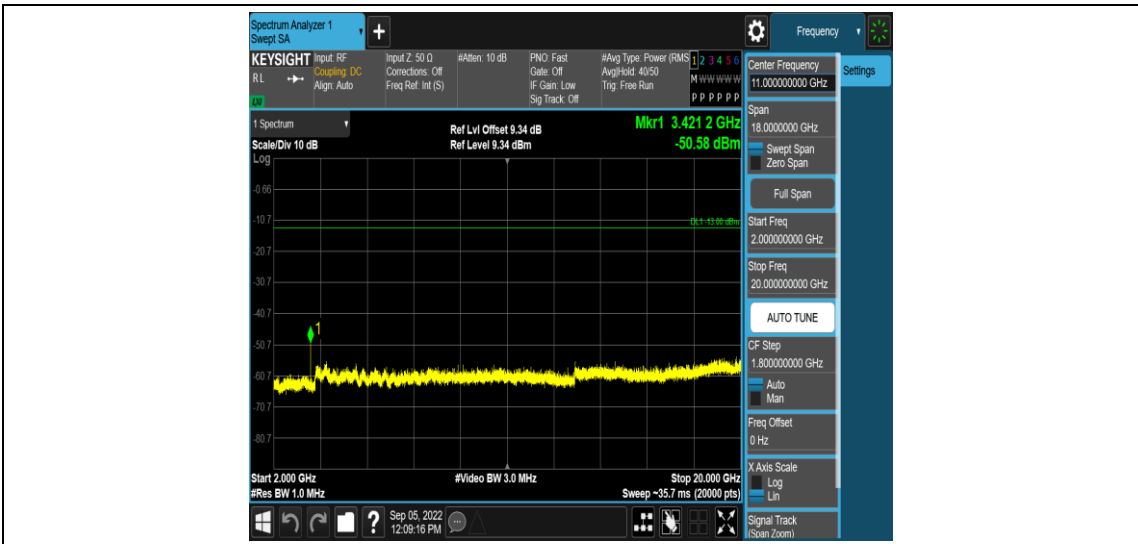 Spectrum Analyzer 1
Swept SA
+
Frequency
KEYSIGHT
RL
LXI
Input: RF
Coupling: DC
Align: Auto
Input Z: 50 Ω
Corrections: Off
Freq Ref: Int (S)
#Atten: 10 dB
PNO: Fast
Gate: Off
IF Gain: Low
Sig Track: Off
#Avg Type: Power (RMS
Avg|Hold: 40/50
Trig: Free Run
1 2 3 4 5 6
M W W W W W
P P P P P P
Center Frequency
11.000000000 GHz
Settings
1 Spectrum
Scale/Div 10 dB
Log
Ref Lvl Offset 9.34 dB
Ref Level 9.34 dBm
Mkr1 3.421 2 GHz
-50.58 dBm
-0.66
-10.7
-20.7
-30.7
-40.7
-50.7
-60.7
-70.7
-80.7
DL1 -13.00 dBm
1
Start 2.000 GHz
#Res BW 1.0 MHz
#Video BW 3.0 MHz
Stop 20.000 GHz
Sweep ~35.7 ms (20000 pts)
Span
18.0000000 GHz
Swept Span
Zero Span
Full Span
Start Freq
2.000000000 GHz
Stop Freq
20.000000000 GHz
AUTO TUNE
CF Step
1.800000000 GHz
Auto
Man
Freq Offset
0 Hz
X Axis Scale
Log
Lin
Signal Track
(Span Zoom)
?
Sep 05, 2022
12:09:16 PM